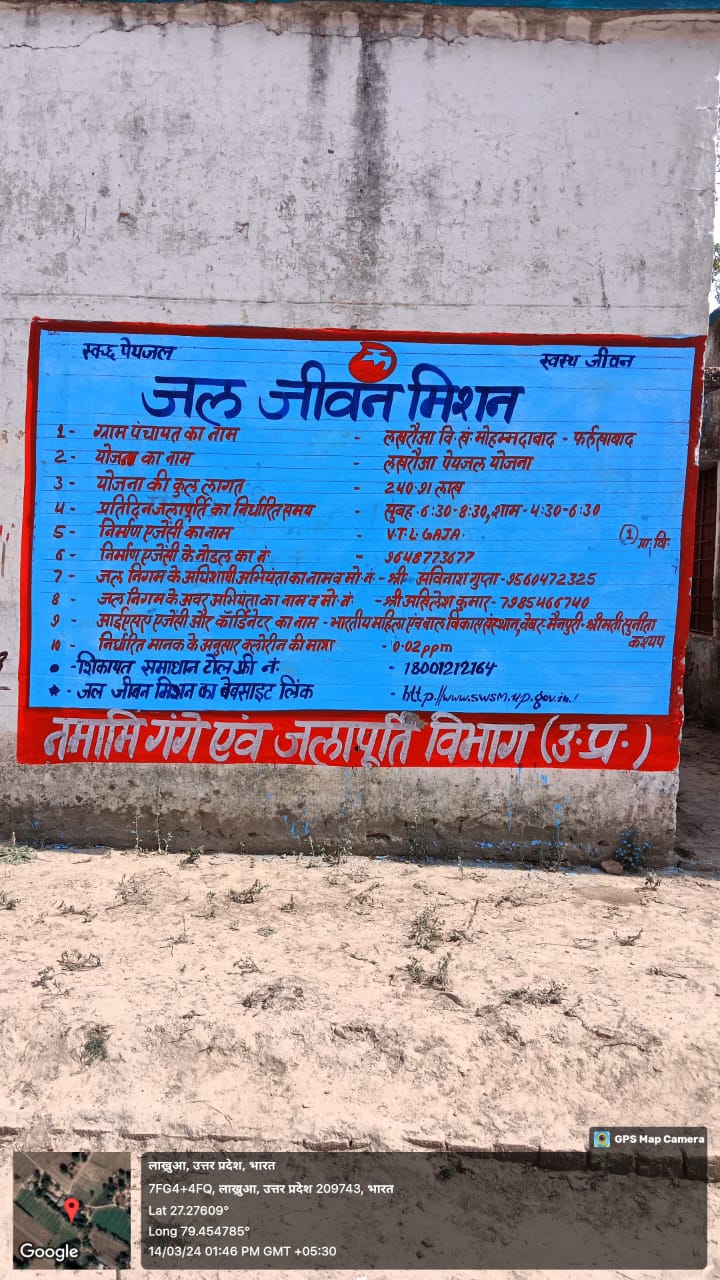 स्वच्छ पेयजल
स्वस्थ जीवन
जल जीवन मिशन
1 - ग्राम पंचायत का नाम - लखरौआ वि॰खं॰ मोहम्मदाबाद - फर्रुखाबाद
2 - योजना का नाम - लखरौआ पेयजल योजना
3 - योजना की कुल लागत - 240.91 लाख
4 - प्रतिदिन जलापूर्ति का निर्धारित समय - सुबह 6:30-8:30, शाम - 4:30-6:30
5 - निर्माण एजेंसी का नाम - V.T.L. GAJA.
① प्रा॰ वि॰
6 - निर्माण एजेंसी के नोडल का नं - 9648773677
7 - जल निगम के अधिशाषी अभियंता का नाम व मो॰ नं - श्री अविनाश गुप्ता - 9560472325
8 - जल निगम के अवर अभियंता का नाम व मो॰ नं - श्री अखिलेश कुमार - 7985466740
9 - आईएसए एजेंसी और कॉर्डिनेटर का नाम - भारतीय महिला एवं बाल विकास संस्थान, बेवर मैनपुरी - श्रीमती सुनीता
कश्यप
10 - निर्धारित मानक के अनुसार क्लोरीन की मात्रा - 0.02 ppm
● - शिकायत समाधान टोल फ्री नं. - 18001212164
★ - जल जीवन मिशन का वेबसाइट लिंक - http://www.swsm.up.gov.in./
नमामि गंगे एवं जलापूर्ति विभाग (उ.प्र.)
GPS Map Camera
लाखुआ, उत्तर प्रदेश, भारत
7FG4+4FQ, लाखुआ, उत्तर प्रदेश 209743, भारत
Lat 27.27609°
Long 79.454785°
14/03/24 01:46 PM GMT +05:30
Google